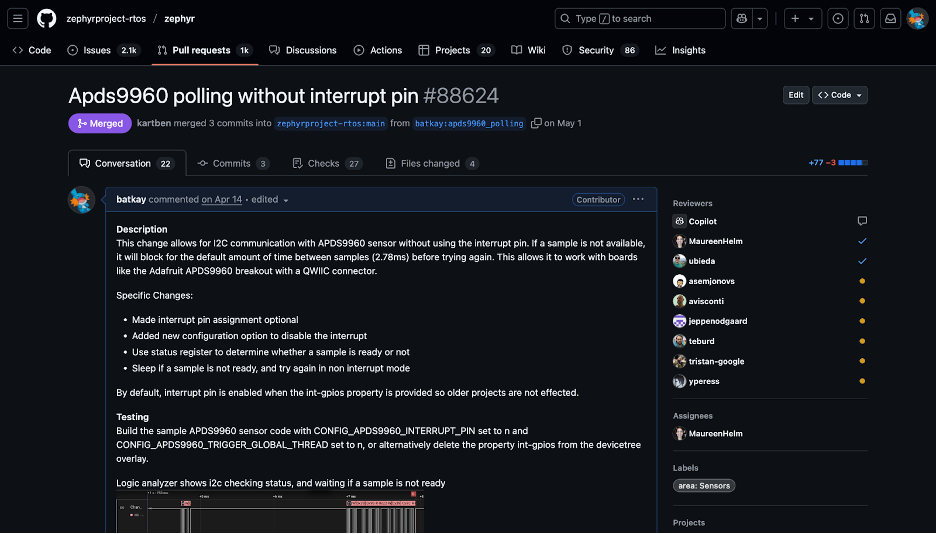 zephyrproject-rtos / zephyr
Type / to search
Code
Issues 2.1k
Pull requests 1k
Discussions
Actions
Projects 20
Wiki
Security 86
Insights
Apds9960 polling without interrupt pin #88624
Edit
Code
Merged
kartben merged 3 commits into zephyrproject-rtos:main from batkay:apds9960_polling on May 1
Conversation 22
Commits 3
Checks 27
Files changed 4
+77 −3
batkay commented on Apr 14 · edited
Contributor
Description
This change allows for I2C communication with APDS9960 sensor without using the interrupt pin. If a sample is not available,
it will block for the default amount of time between samples (2.78ms) before trying again. This allows it to work with boards
like the Adafruit APDS9960 breakout with a QWIIC connector.
Specific Changes:
• Made interrupt pin assignment optional
• Added new configuration option to disable the interrupt
• Use status register to determine whether a sample is ready or not
• Sleep if a sample is not ready, and try again in non interrupt mode
By default, interrupt pin is enabled when the int-gpios property is provided so older projects are not effected.
Testing
Build the sample APDS9960 sensor code with CONFIG_APDS9960_INTERRUPT_PIN set to n and
CONFIG_APDS9960_TRIGGER_GLOBAL_THREAD set to n, or alternatively delete the property int-gpios from the devicetree
overlay.
Logic analyzer shows i2c checking status, and waiting if a sample is not ready
Reviewers
Copilot
MaureenHelm
ubieda
asemjonovs
avisconti
jeppenodgaard
teburd
tristan-google
yperess
Assignees
MaureenHelm
Labels
area: Sensors
Projects